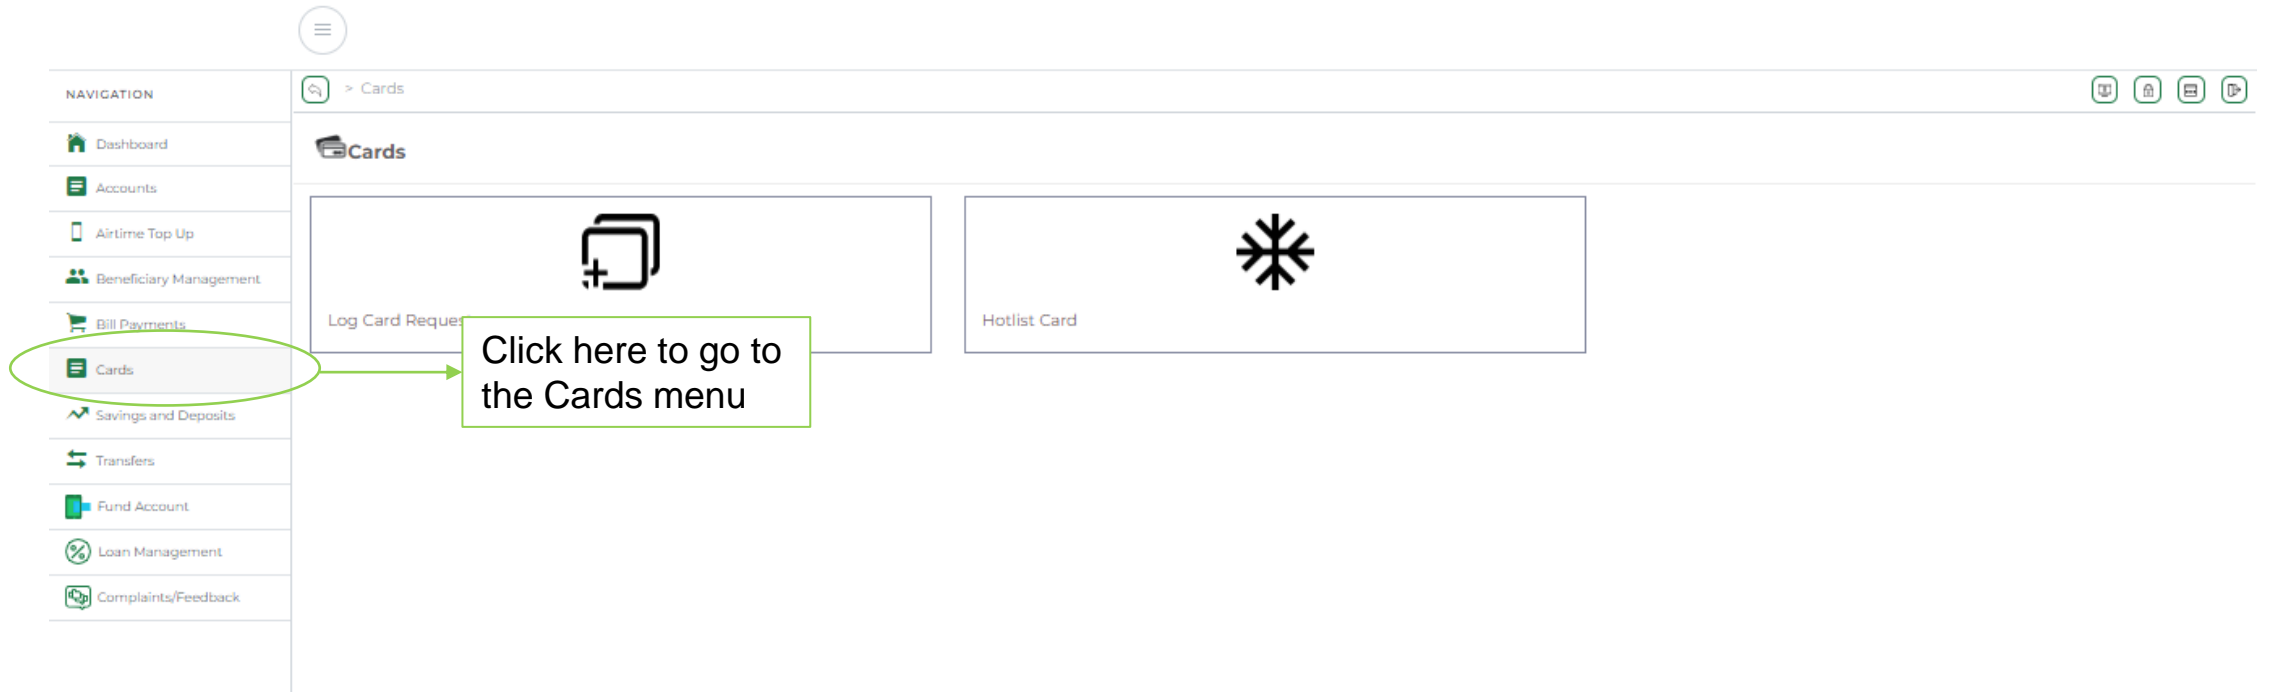 NAVIGATION
> Cards
Dashboard
Cards
Accounts
Airtime Top Up
Beneficiary Management
Bill Payments
Log Card Request
Hotlist Card
Click here to go to
the Cards menu
Cards
Savings and Deposits
Transfers
Fund Account
Loan Management
Complaints/Feedback